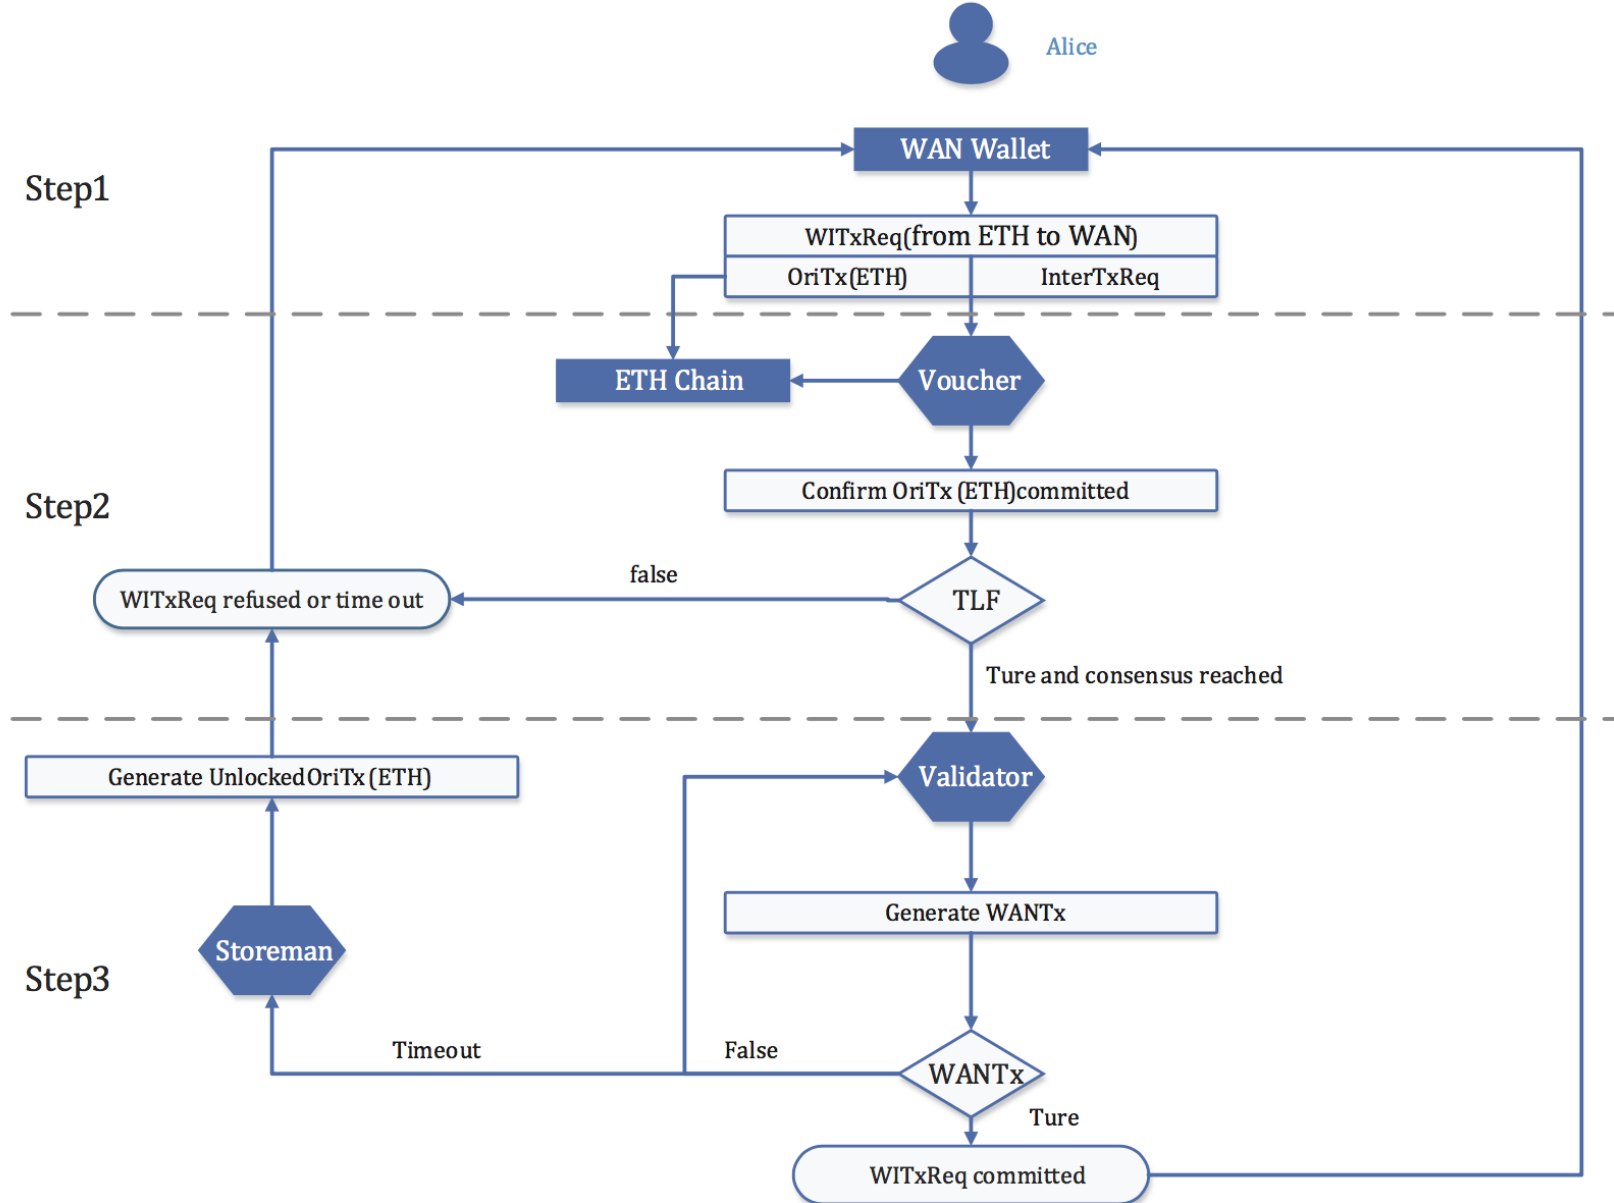 Alice
WAN Wallet
Step1
WITxReq(from ETH to WAN)
OriTx(ETH)
InterTxReq
ETH Chain
Voucher
Confirm OriTx (ETH)committed
Step2
false
WITxReq refused or time out
TLF
Ture and consensus reached
Generate UnlockedOriTx (ETH)
Validator
Generate WANTx
Storeman
Step3
Timeout
False
WANTx
Ture
WITxReq committed